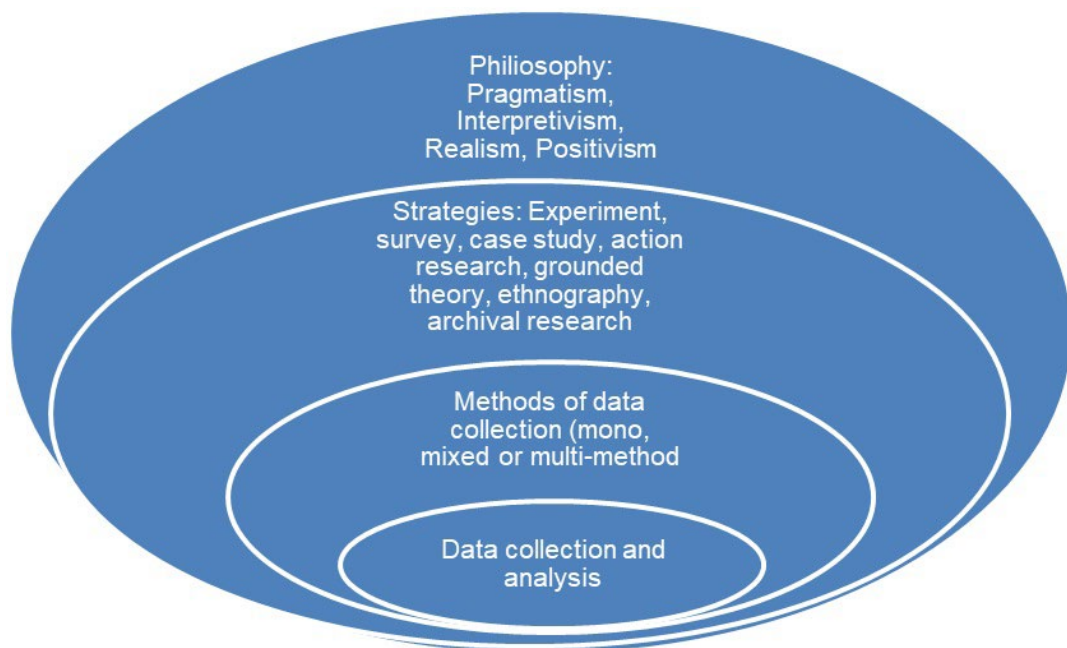 Philiosophy:
Pragmatism,
Interpretivism,
Realism, Positivism
Strategies: Experiment,
survey, case study, action
research, grounded
theory, ethnography,
archival research
Methods of data
collection (mono,
mixed or multi-method
Data collection and
analysis